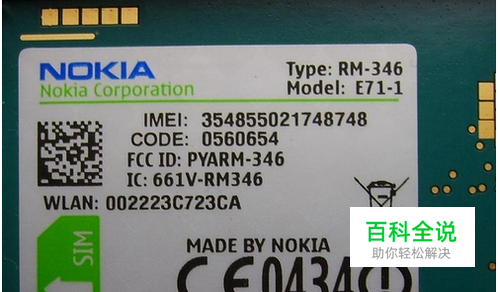 NOKIA
Nokia Corporation
Type: RM-346
Model: E71-1
IMEI: 354855021748748
CODE: 0560654
FCC ID: PYARM-346
IC: 661V-RM346
WLAN: 002223C723CA
SIM
MADE BY NOKIA
CE0434
百科全说
助你轻松解决